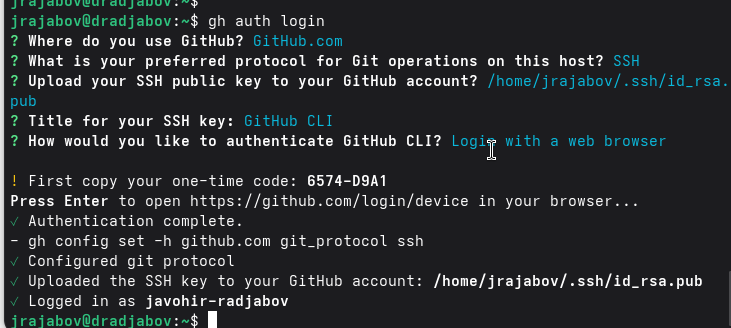 jrajabov@dradjabov:~$
jrajabov@dradjabov:~$ gh auth login
? Where do you use GitHub? GitHub.com
? What is your preferred protocol for Git operations on this host? SSH
? Upload your SSH public key to your GitHub account? /home/jrajabov/.ssh/id_rsa.
pub
? Title for your SSH key: GitHub CLI
? How would you like to authenticate GitHub CLI? Login with a web browser
! First copy your one-time code: 6574-D9A1
Press Enter to open https://github.com/login/device in your browser...
✓ Authentication complete.
- gh config set -h github.com git_protocol ssh
✓ Configured git protocol
✓ Uploaded the SSH key to your GitHub account: /home/jrajabov/.ssh/id_rsa.pub
✓ Logged in as javohir-radjabov
jrajabov@dradjabov:~$